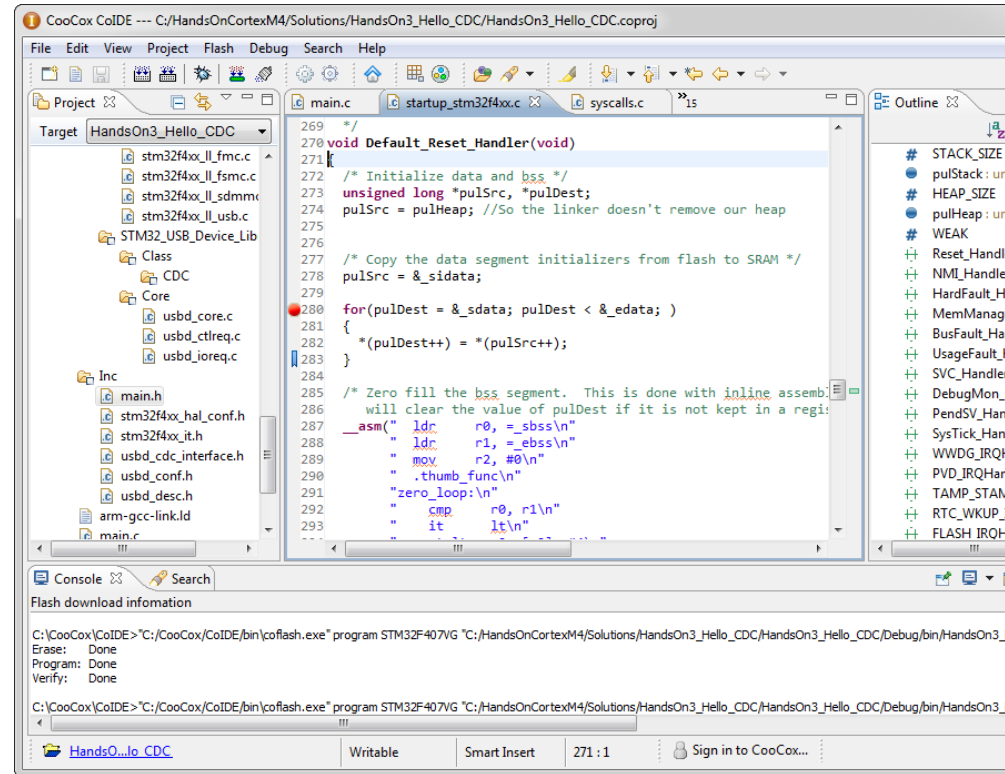 CooCox CoIDE --- C:/HandsOnCortexM4/Solutions/HandsOn3_Hello_CDC/HandsOn3_Hello_CDC.coproj
File Edit View Project Flash Debug Search Help
Project
Target HandsOn3_Hello_CDC
stm32f4xx_ll_fmc.c
stm32f4xx_ll_fsmc.c
stm32f4xx_ll_sdmmc
stm32f4xx_ll_usb.c
STM32_USB_Device_Lib
Class
CDC
Core
usbd_core.c
usbd_ctlreq.c
usbd_ioreq.c
Inc
main.h
stm32f4xx_hal_conf.h
stm32f4xx_it.h
usbd_cdc_interface.h
usbd_conf.h
usbd_desc.h
arm-gcc-link.ld
main.c
main.c startup_stm32f4xx.c syscalls.c 15
269 */
270 void Default_Reset_Handler(void)
271 {
272 /* Initialize data and bss */
273 unsigned long *pulSrc, *pulDest;
274 pulSrc = pulHeap; //So the linker doesn't remove our heap
275
276
277 /* Copy the data segment initializers from flash to SRAM */
278 pulSrc = &_sidata;
279
280 for(pulDest = &_sdata; pulDest < &_edata; )
281 {
282 *(pulDest++) = *(pulSrc++);
283 }
284
285 /* Zero fill the bss segment. This is done with inline assembl
286 will clear the value of pulDest if it is not kept in a regis
287 __asm(" ldr r0, =_sbss\n"
288 " ldr r1, =_ebss\n"
289 " mov r2, #0\n"
290 " .thumb_func\n"
291 "zero_loop:\n"
292 " cmp r0, r1\n"
293 " it lt\n"
Outline
# STACK_SIZE
pulStack : un
# HEAP_SIZE
pulHeap : un
# WEAK
Reset_Handl
NMI_Handle
HardFault_H
MemManag
BusFault_Ha
UsageFault_H
SVC_Handler
DebugMon_
PendSV_Han
SysTick_Han
WWDG_IRQH
PVD_IRQHan
TAMP_STAM
RTC_WKUP_
FLASH_IRQH
Console Search
Flash download infomation
C:\CooCox\CoIDE>"C:/CooCox/CoIDE/bin/coflash.exe" program STM32F407VG "C:/HandsOnCortexM4/Solutions/HandsOn3_Hello_CDC/HandsOn3_Hello_CDC/Debug/bin/HandsOn3_
Erase: Done
Program: Done
Verify: Done
C:\CooCox\CoIDE>"C:/CooCox/CoIDE/bin/coflash.exe" program STM32F407VG "C:/HandsOnCortexM4/Solutions/HandsOn3_Hello_CDC/HandsOn3_Hello_CDC/Debug/bin/HandsOn3_
HandsO...lo_CDC Writable Smart Insert 271 : 1 Sign in to CooCox...